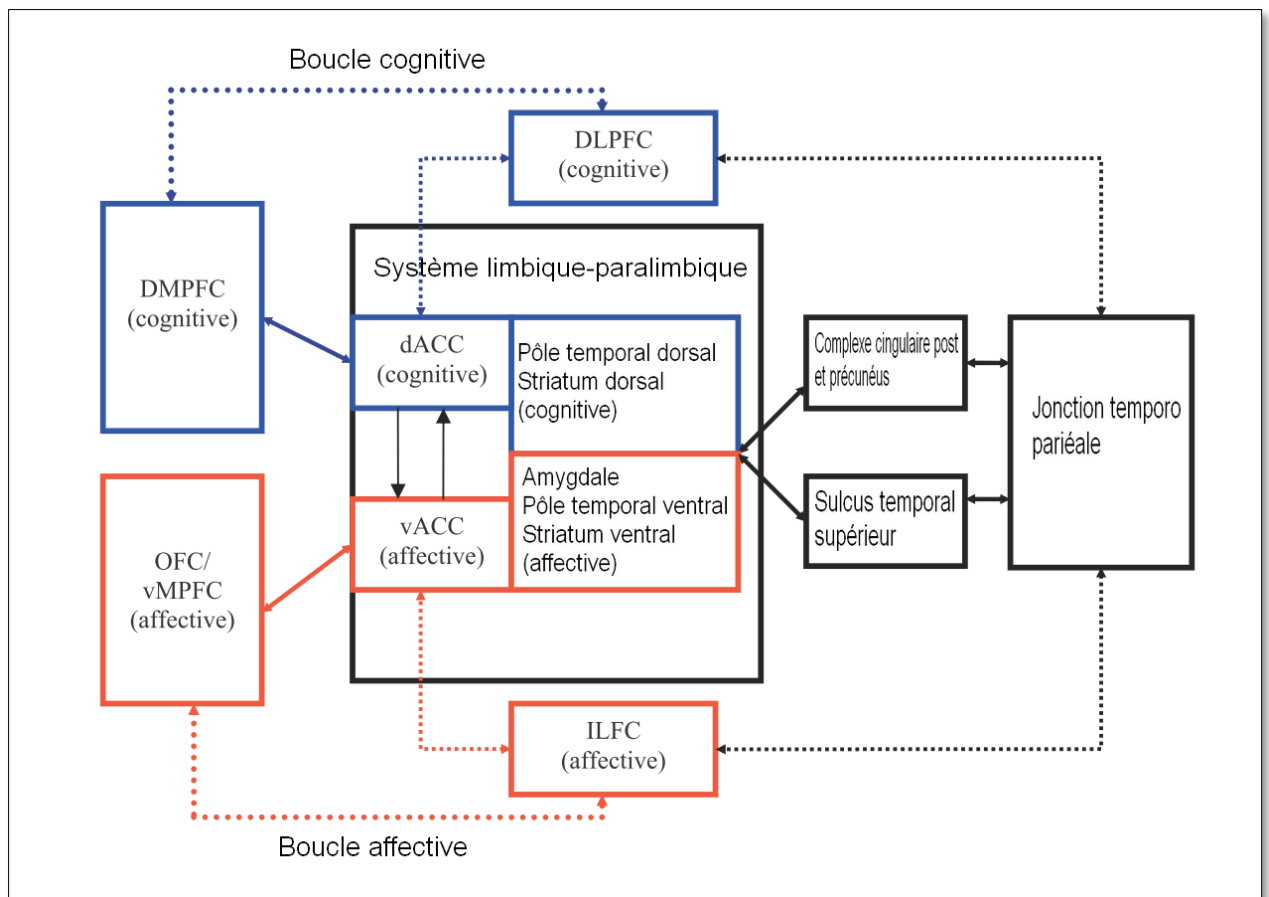 Boucle cognitive
DLPFC
(cognitive)
DMPFC
(cognitive)
Système limbique-paralimbique
dACC
(cognitive)
Pôle temporal dorsal
Striatum dorsal
(cognitive)
Complexe cingulaire post
et précunéus
Jonction temporo
pariéale
OFC/
vMPFC
(affective)
vACC
(affective)
Amygdale
Pôle temporal ventral
Striatum ventral
(affective)
Sulcus temporal
supérieur
ILFC
(affective)
Boucle affective